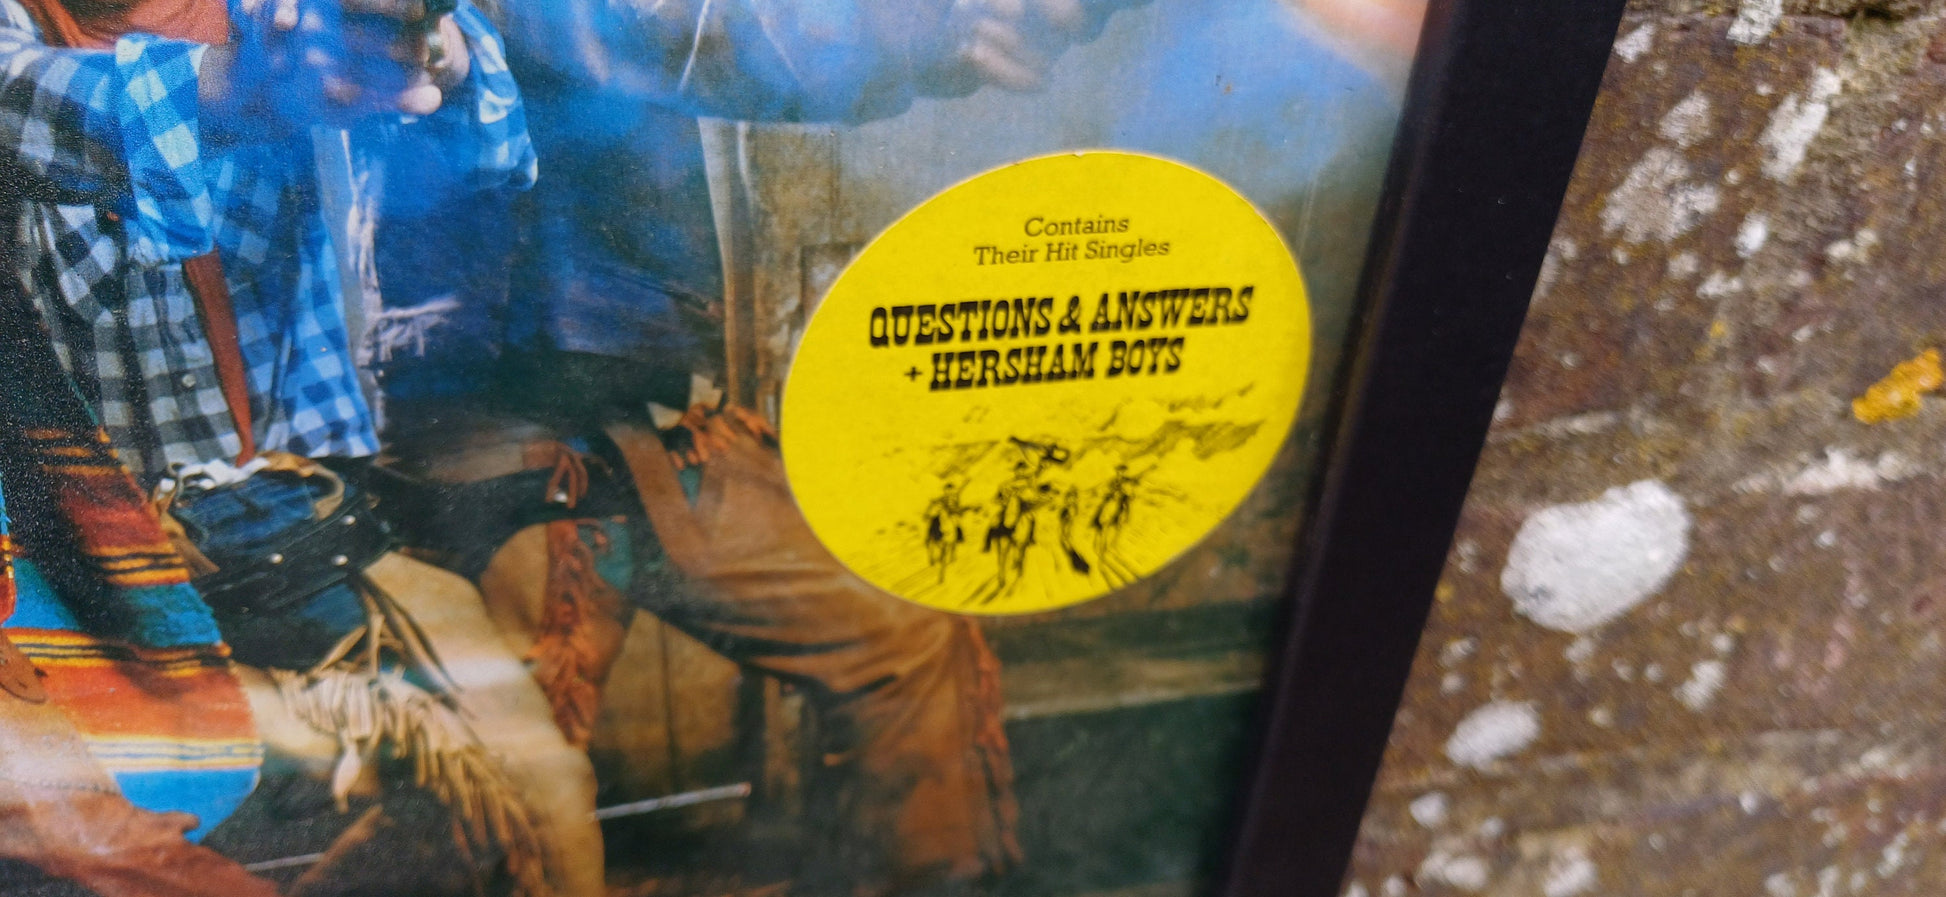 Contains
Their Hit Singles
QUESTIONS & ANSWERS
+ HERSHAM BOYS